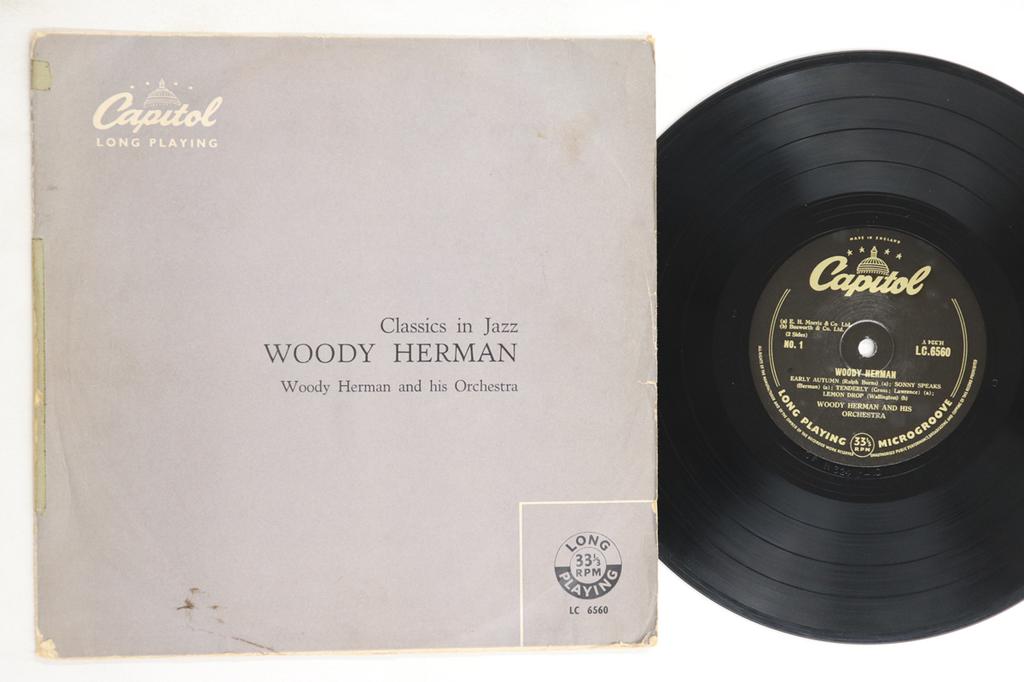 Capitol
LONG PLAYING
Classics in Jazz
WOODY HERMAN
Woody Herman and his Orchestra
LONG
33⅓
RPM
PLAYING
LC 6560
MADE IN ENGLAND
Capitol
(a) E. H. Morris & Co. Ltd.
(b) Bosworth & Co. Ltd.
(2 Sides)
NO. 1
LC.6560
WOODY HERMAN
EARLY AUTUMN (Ralph Burns) (a); SONNY SPEAKS
(Berman) (a); TENDERLY (Gross; Lawrence) (a);
LEMON DROP (Wallington) (b)
WOODY HERMAN AND HIS
ORCHESTRA
LONG PLAYING 33⅓ RPM MICROGROOVE